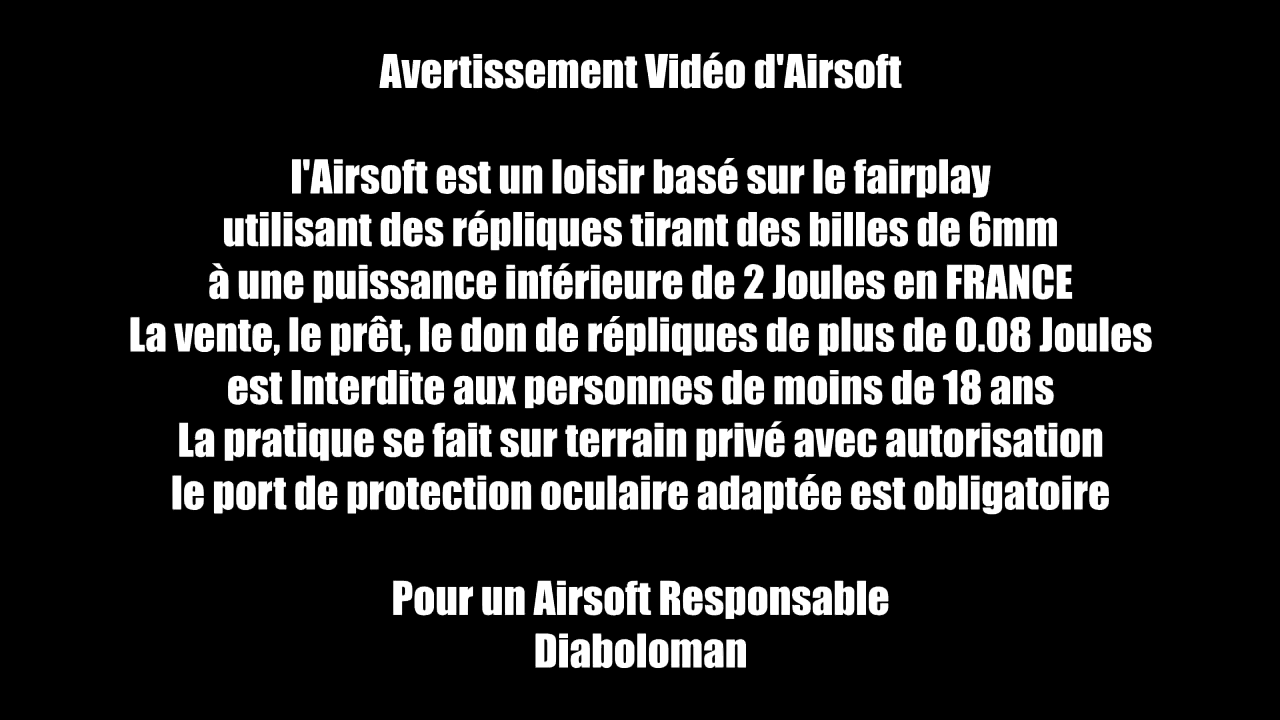 Avertissement Vidéo d'Airsoft
l'Airsoft est un loisir basé sur le fairplay
utilisant des répliques tirant des billes de 6mm
à une puissance inférieure de 2 Joules en FRANCE
La vente, le prêt, le don de répliques de plus de 0.08 Joules
est Interdite aux personnes de moins de 18 ans
La pratique se fait sur terrain privé avec autorisation
le port de protection oculaire adaptée est obligatoire
Pour un Airsoft Responsable
Diaboloman